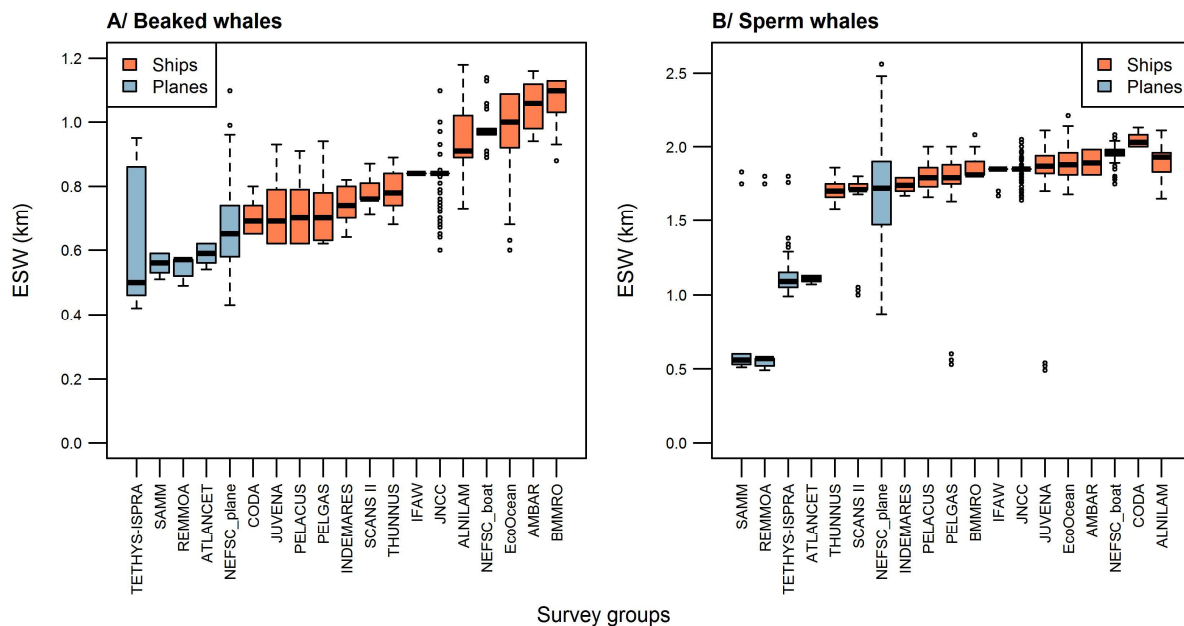 A/ Beaked whales
Ships
Planes
ESW (km)
1.2
1.0
0.8
0.6
0.4
0.2
0.0
TETHYS-ISPRA
SAMM
REMMOA
ATLANCET
NEFSC_plane
CODA
JUVENA
PELACUS
PELGAS
INDEMARES
SCANS II
THUNNUS
IFAW
JNCC
ALNILAM
NEFSC_boat
EcoOcean
AMBAR
BMMRO
B/ Sperm whales
Ships
Planes
ESW (km)
2.5
2.0
1.5
1.0
0.5
0.0
SAMM
REMMOA
TETHYS-ISPRA
ATLANCET
THUNNUS
SCANS II
NEFSC_plane
INDEMARES
PELACUS
PELGAS
BMMRO
IFAW
JNCC
JUVENA
EcoOcean
AMBAR
NEFSC_boat
CODA
ALNILAM
Survey groups